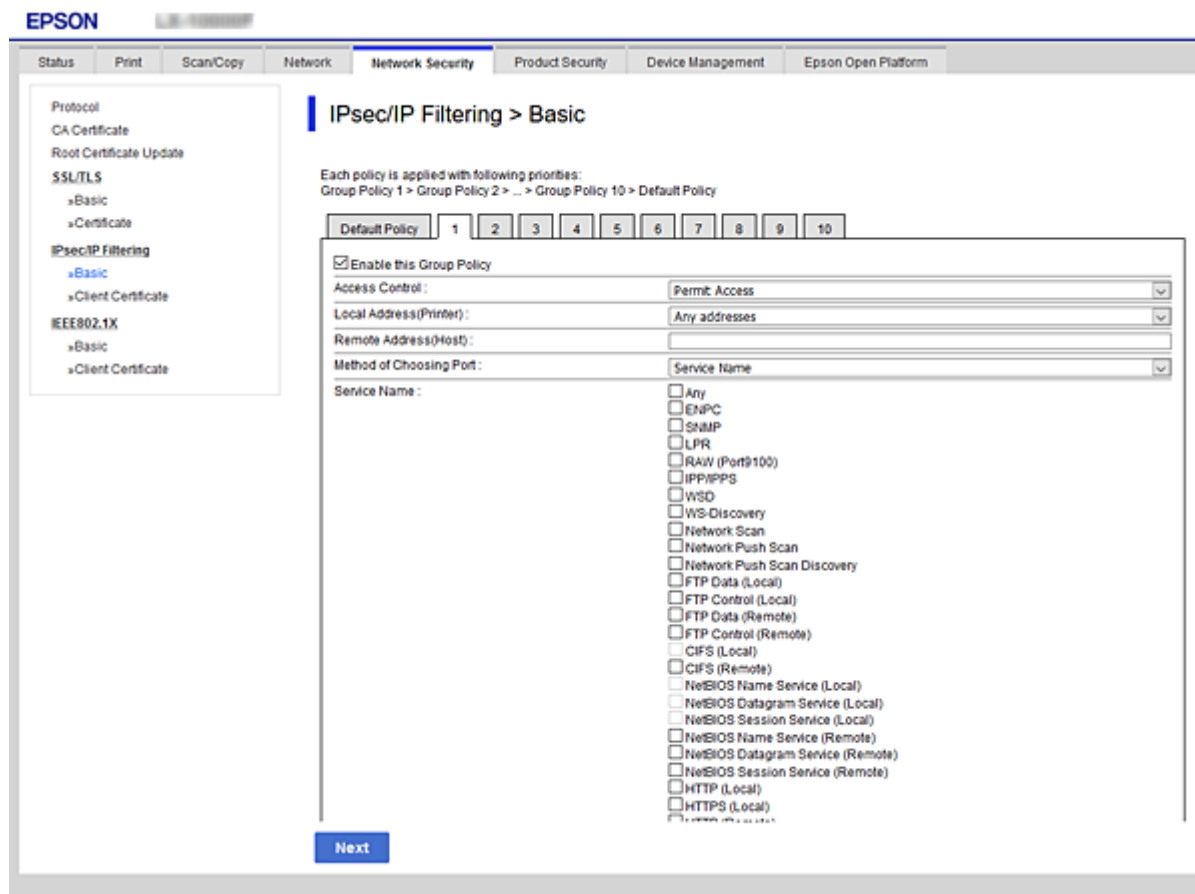 EPSON
Status Print Scan/Copy Network Network Security Product Security Device Management Epson Open Platform
Protocol
CA Certificate
Root Certificate Update
SSL/TLS
»Basic
»Certificate
IPsec/IP Filtering
»Basic
»Client Certificate
IEEE802.1X
»Basic
»Client Certificate
IPsec/IP Filtering > Basic
Each policy is applied with following priorities:
Group Policy 1 > Group Policy 2 > ... > Group Policy 10 > Default Policy
Default Policy 1 2 3 4 5 6 7 8 9 10
Enable this Group Policy
Access Control : Permit Access
Local Address(Printer) : Any addresses
Remote Address(Host) :
Method of Choosing Port : Service Name
Service Name : Any
ENPC
SNMP
LPR
RAW (Port9100)
IPP/IPPS
WSD
WS-Discovery
Network Scan
Network Push Scan
Network Push Scan Discovery
FTP Data (Local)
FTP Control (Local)
FTP Data (Remote)
FTP Control (Remote)
CIFS (Local)
CIFS (Remote)
NetBIOS Name Service (Local)
NetBIOS Datagram Service (Local)
NetBIOS Session Service (Local)
NetBIOS Name Service (Remote)
NetBIOS Datagram Service (Remote)
NetBIOS Session Service (Remote)
HTTP (Local)
HTTPS (Local)
Next